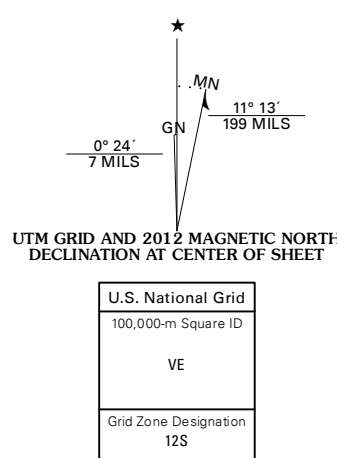 ★
MN
11° 13´
199 MILS
GN
0° 24´
7 MILS
UTM GRID AND 2012 MAGNETIC NORTH
DECLINATION AT CENTER OF SHEET
U.S. National Grid
100,000-m Square ID
VE
Grid Zone Designation
12S